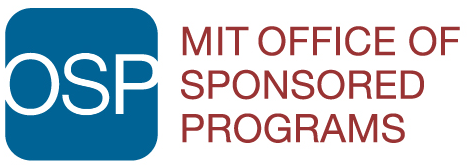 OSP
MIT OFFICE OF
SPONSORED
PROGRAMS